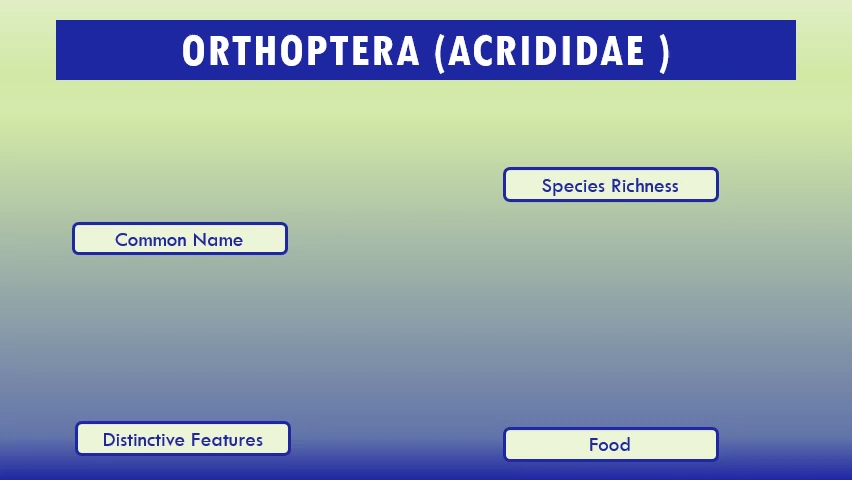 ORTHOPTERA (ACRIDIDAE )
Species Richness
Common Name
Distinctive Features
Food